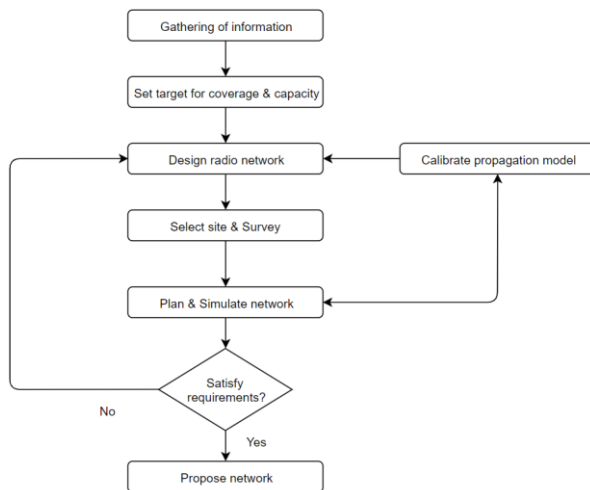 Gathering of information
Set target for coverage & capacity
Design radio network
Calibrate propagation model
Select site & Survey
Plan & Simulate network
Satisfy
requirements?
No
Yes
Propose network